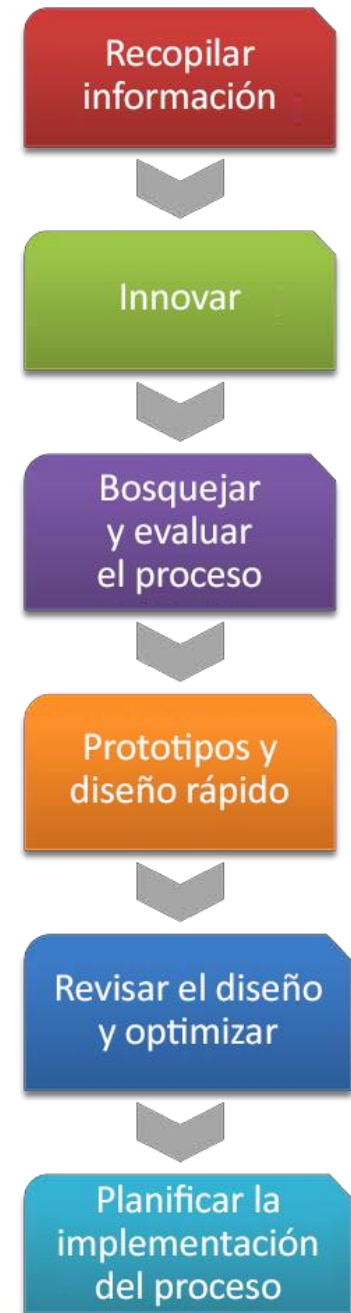 Recopilar
información
Innovar
Bosquejar
y evaluar
el proceso
Prototipos y
diseño rápido
Revisar el diseño
y optimizar
Planificar la
implementación
del proceso